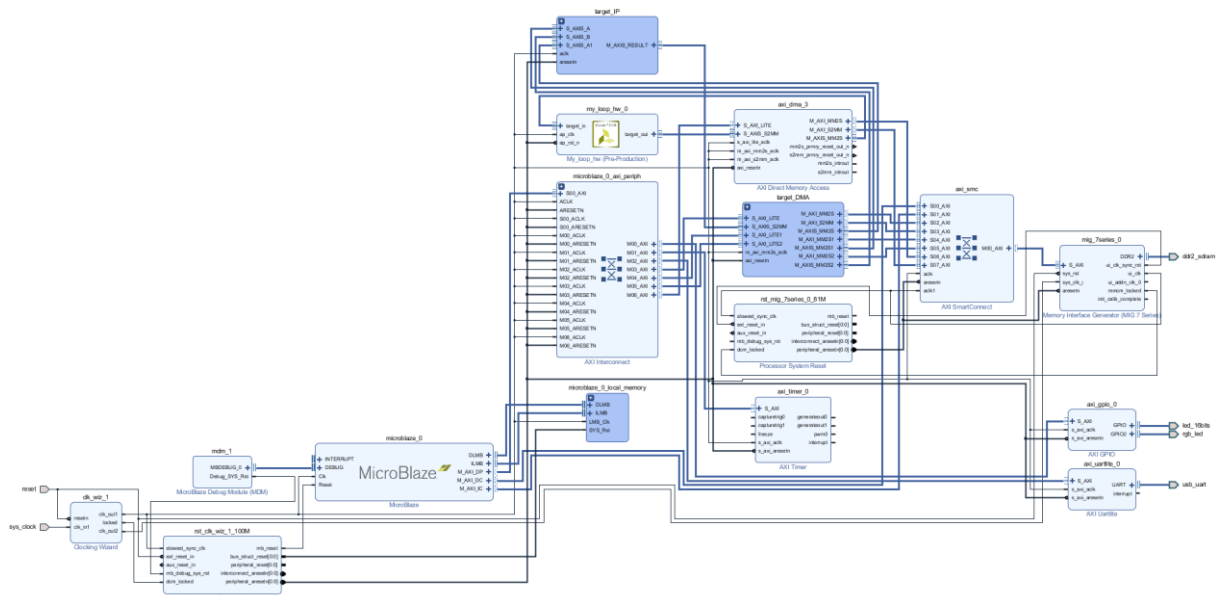 target_IP
S_AXIS_A
S_AXIS_B
S_AXIS_A1
aclk
aresetn
M_AXIS_RESULT
my_loop_hw_0
target_in
ap_clk
ap_rst_n
target_out
My_loop_hw (Pre-Production)
axi_dma_3
S_AXI_LITE
S_AXIS_S2MM
s_axi_lite_aclk
m_axi_mm2s_aclk
m_axi_s2mm_aclk
axi_resetn
M_AXI_MM2S
M_AXI_S2MM
M_AXIS_MM2S
mm2s_prmry_reset_out_n
s2mm_prmry_reset_out_n
mm2s_introut
s2mm_introut
AXI Direct Memory Access
microblaze_0_axi_periph
S00_AXI
ACLK
ARESETN
S00_ACLK
S00_ARESETN
M00_ACLK
M00_ARESETN
M01_ACLK
M01_ARESETN
M02_ACLK
M02_ARESETN
M03_ACLK
M03_ARESETN
M04_ACLK
M04_ARESETN
M05_ACLK
M05_ARESETN
M06_ACLK
M06_ARESETN
M00_AXI
M01_AXI
M02_AXI
M03_AXI
M04_AXI
M05_AXI
M06_AXI
AXI Interconnect
target_DMA
S_AXI_LITE
S_AXIS_S2MM
S_AXI_LITE1
S_AXI_LITE2
m_axi_mm2s_aclk
axi_resetn
M_AXI_MM2S
M_AXI_S2MM
M_AXIS_MM2S
M_AXI_MM2S1
M_AXIS_MM2S1
M_AXI_MM2S2
M_AXIS_MM2S2
axi_smc
S00_AXI
S01_AXI
S02_AXI
S03_AXI
S04_AXI
S05_AXI
S06_AXI
S07_AXI
aclk
aresetn
aclk1
M00_AXI
AXI SmartConnect
mig_7series_0
S_AXI
sys_rst
sys_clk_i
aresetn
DDR2
ui_clk_sync_rst
ui_clk
ui_addn_clk_0
mmcm_locked
init_calib_complete
Memory Interface Generator (MIG 7 Series)
ddr2_sdram
rst_mig_7series_0_81M
slowest_sync_clk
ext_reset_in
aux_reset_in
mb_debug_sys_rst
dcm_locked
mb_reset
bus_struct_reset[0:0]
peripheral_reset[0:0]
interconnect_aresetn[0:0]
peripheral_aresetn[0:0]
Processor System Reset
microblaze_0_local_memory
DLMB
ILMB
LMB_Clk
SYS_Rst
axi_timer_0
S_AXI
capturetrig0
capturetrig1
freeze
s_axi_aclk
s_axi_aresetn
generateout0
generateout1
pwm0
interrupt
AXI Timer
axi_gpio_0
S_AXI
s_axi_aclk
s_axi_aresetn
GPIO
GPIO2
AXI GPIO
led_16bits
rgb_led
axi_uartlite_0
S_AXI
s_axi_aclk
s_axi_aresetn
UART
interrupt
AXI Uartlite
usb_uart
mdm_1
MBDEBUG_0
Debug_SYS_Rst
MicroBlaze Debug Module (MDM)
microblaze_0
INTERRUPT
DEBUG
Clk
Reset
MicroBlaze
DLMB
ILMB
M_AXI_DP
M_AXI_DC
M_AXI_IC
MicroBlaze
reset
sys_clock
clk_wiz_1
resetn
clk_in1
clk_out1
locked
clk_out2
Clocking Wizard
rst_clk_wiz_1_100M
slowest_sync_clk
ext_reset_in
aux_reset_in
mb_debug_sys_rst
dcm_locked
mb_reset
bus_struct_reset[0:0]
peripheral_reset[0:0]
interconnect_aresetn[0:0]
peripheral_aresetn[0:0]